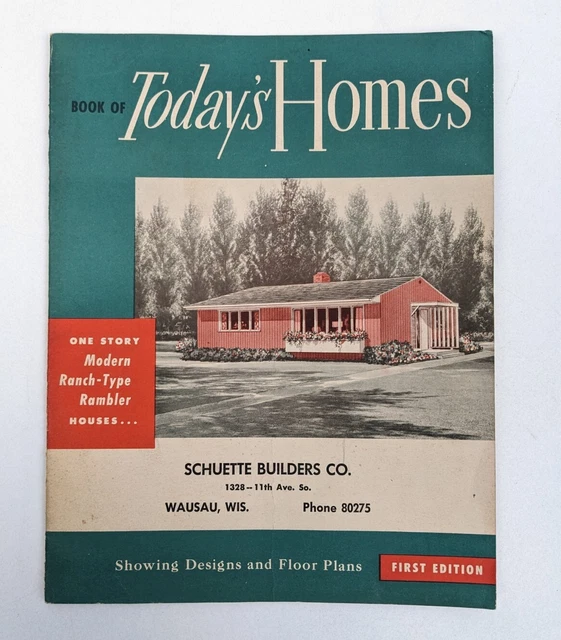 BOOK OF Today's Homes
ONE STORY
Modern
Ranch-Type
Rambler
HOUSES...
SCHUETTE BUILDERS CO.
1328-11th Ave. So.
WAUSAU, WIS. Phone 80275
Showing Designs and Floor Plans FIRST EDITION